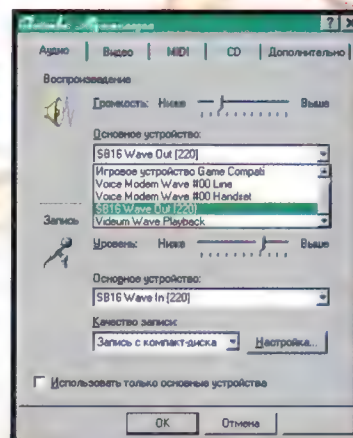 Аудио Видео MIDI CD Дополнительно
Воспроизведение
Громкость: Ниже Выше
Основное устройство:
SB16 Wave Out [220]
Игровое устройство Game Compati
Voice Modem Wave #00 Line
Voice Modem Wave #00 Handset
SB16 Wave Out [220]
Videum Wave Playback
Запись
Уровень: Ниже Выше
Основное устройство:
SB16 Wave In [220]
Качество записи:
Запись с компакт-диска Настройка...
Использовать только основные устройства
OK Отмена